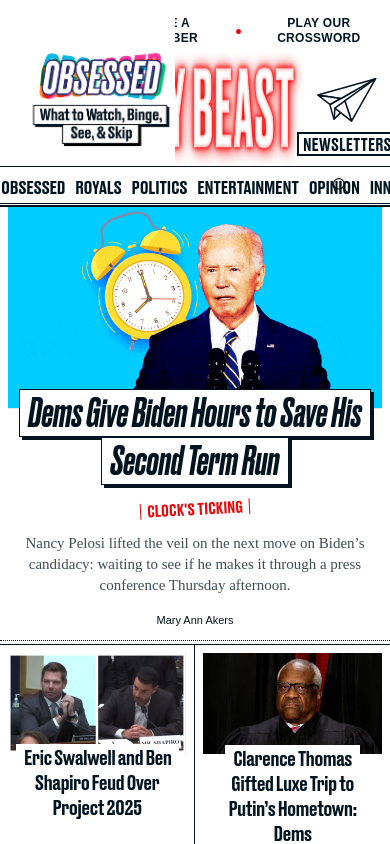 E A
BER
PLAY OUR
CROSSWORD
OBSESSED
What to Watch, Binge,
See, & Skip
Y BEAST
NEWSLETTERS
OBSESSED ROYALS POLITICS ENTERTAINMENT OPINION INN
Dems Give Biden Hours to Save His
Second Term Run
CLOCK'S TICKING
Nancy Pelosi lifted the veil on the next move on Biden’s
candidacy: waiting to see if he makes it through a press
conference Thursday afternoon.
Mary Ann Akers
Eric Swalwell and Ben
Shapiro Feud Over
Project 2025
Clarence Thomas
Gifted Luxe Trip to
Putin’s Hometown:
Dems